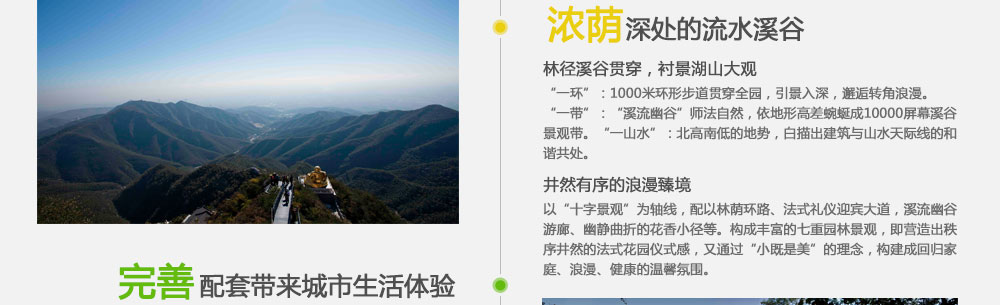 浓荫深处的流水溪谷
林径溪谷贯穿，衬景湖山大观
“一环”：1000米环形步道贯穿全园，引景入深，邂逅转角浪漫。
“一带”：“溪流幽谷”师法自然，依地形高差蜿蜒成10000屏幕溪谷
景观带。“一山水”：北高南低的地势，白描出建筑与山水天际线的和
谐共处。
井然有序的浪漫臻境
以“十字景观”为轴线，配以林荫环路、法式礼仪迎宾大道，溪流幽谷
游廊、幽静曲折的花香小径等。构成丰富的七重园林景观，即营造出秩
序井然的法式花园仪式感，又通过“小既是美”的理念，构建成回归家
庭、浪漫、健康的温馨氛围。
完善配套带来城市生活体验